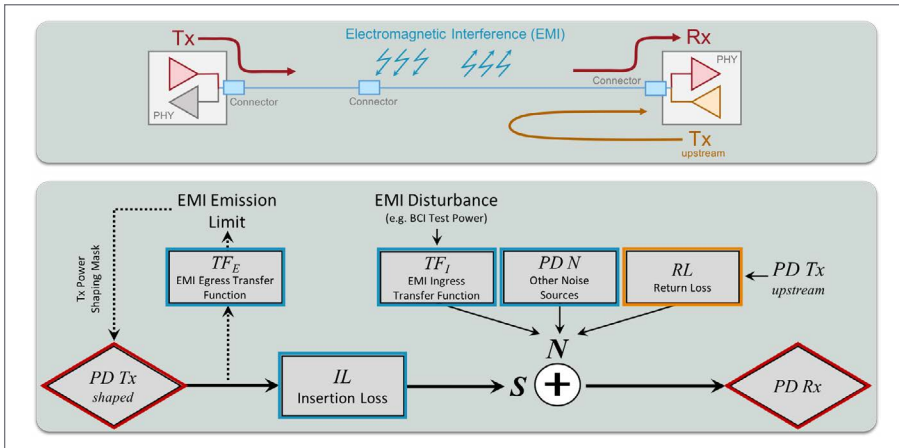 Tx
Electromagnetic Interference (EMI)
Rx
PHY
Connector
Connector
Connector
PHY
Tx
upstream
EMI Emission
Limit
EMI Disturbance
(e.g. BCI Test Power)
Tx Power
Shaping Mask
TF_E
EMI Egress Transfer
Function
TF_I
EMI Ingress
Transfer Function
PD N
Other Noise
Sources
RL
Return Loss
PD Tx
upstream
N
PD Tx
shaped
IL
Insertion Loss
S
+
PD Rx